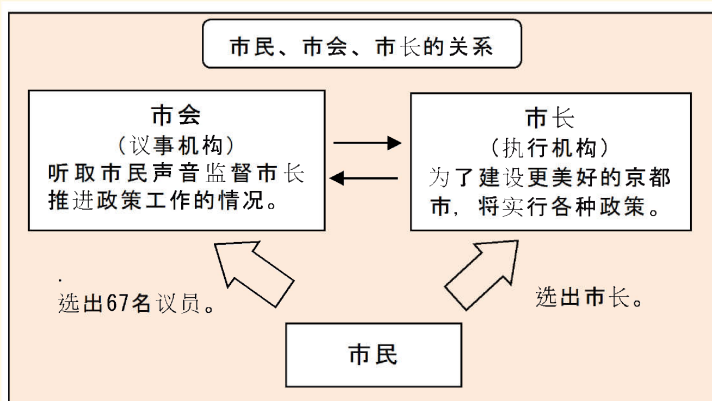 市民、市会、市长的关系
市会
（议事机构）
听取市民声音监督市长
推进政策工作的情况。
市长
（执行机构）
为了建设更美好的京都
市，将实行各种政策。
选出67名议员。
选出市长。
市民